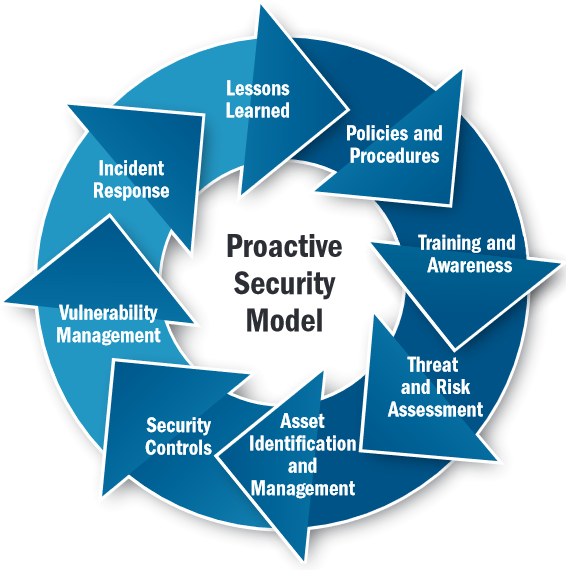 Lessons
Learned
Policies and
Procedures
Training and
Awareness
Threat
and Risk
Assessment
Asset
Identification
and
Management
Security
Controls
Vulnerability
Management
Incident
Response
Proactive
Security
Model